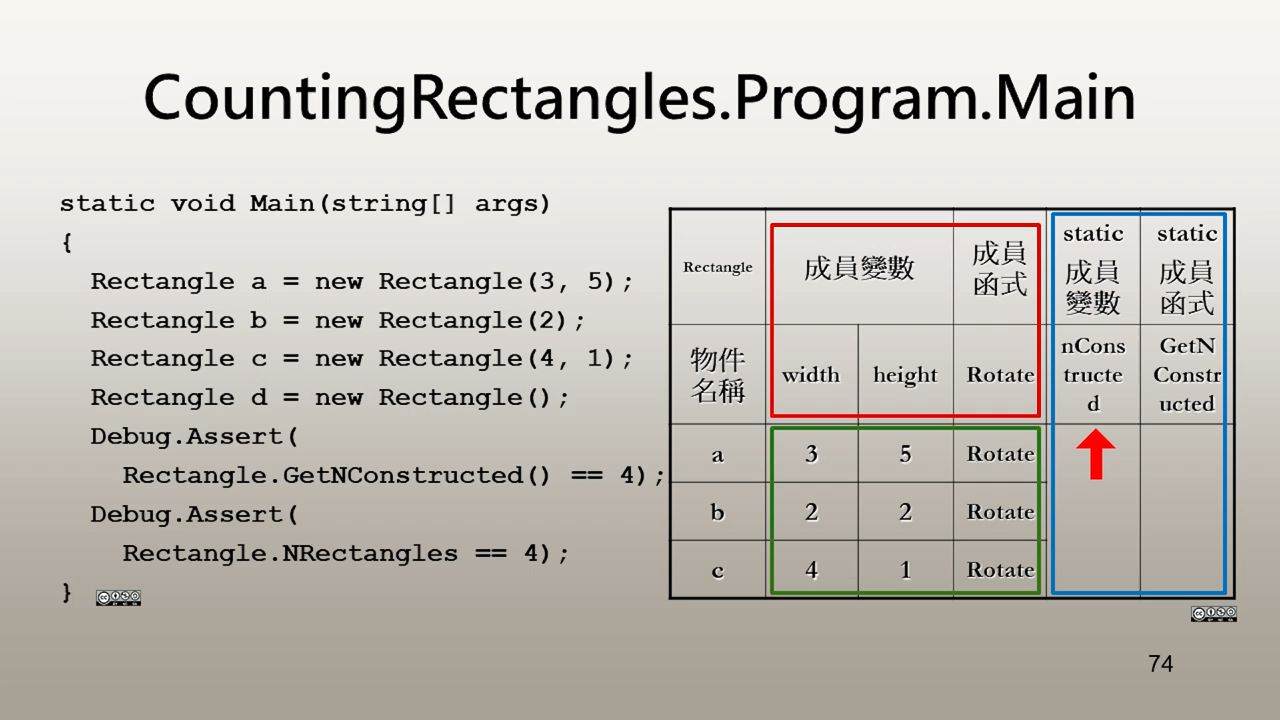 CountingRectangles.Program.Main
static void Main(string[] args)
{
Rectangle a = new Rectangle(3, 5);
Rectangle b = new Rectangle(2);
Rectangle c = new Rectangle(4, 1);
Rectangle d = new Rectangle();
Debug.Assert(
Rectangle.GetNConstructed() == 4);
Debug.Assert(
Rectangle.NRectangles == 4);
}
Rectangle
成員變數
成員
函式
static
成員
變數
static
成員
函式
物件
名稱
width
height
Rotate
nCons
tructe
d
GetN
Constr
ucted
a 3 5 Rotate
b 2 2 Rotate
c 4 1 Rotate
74